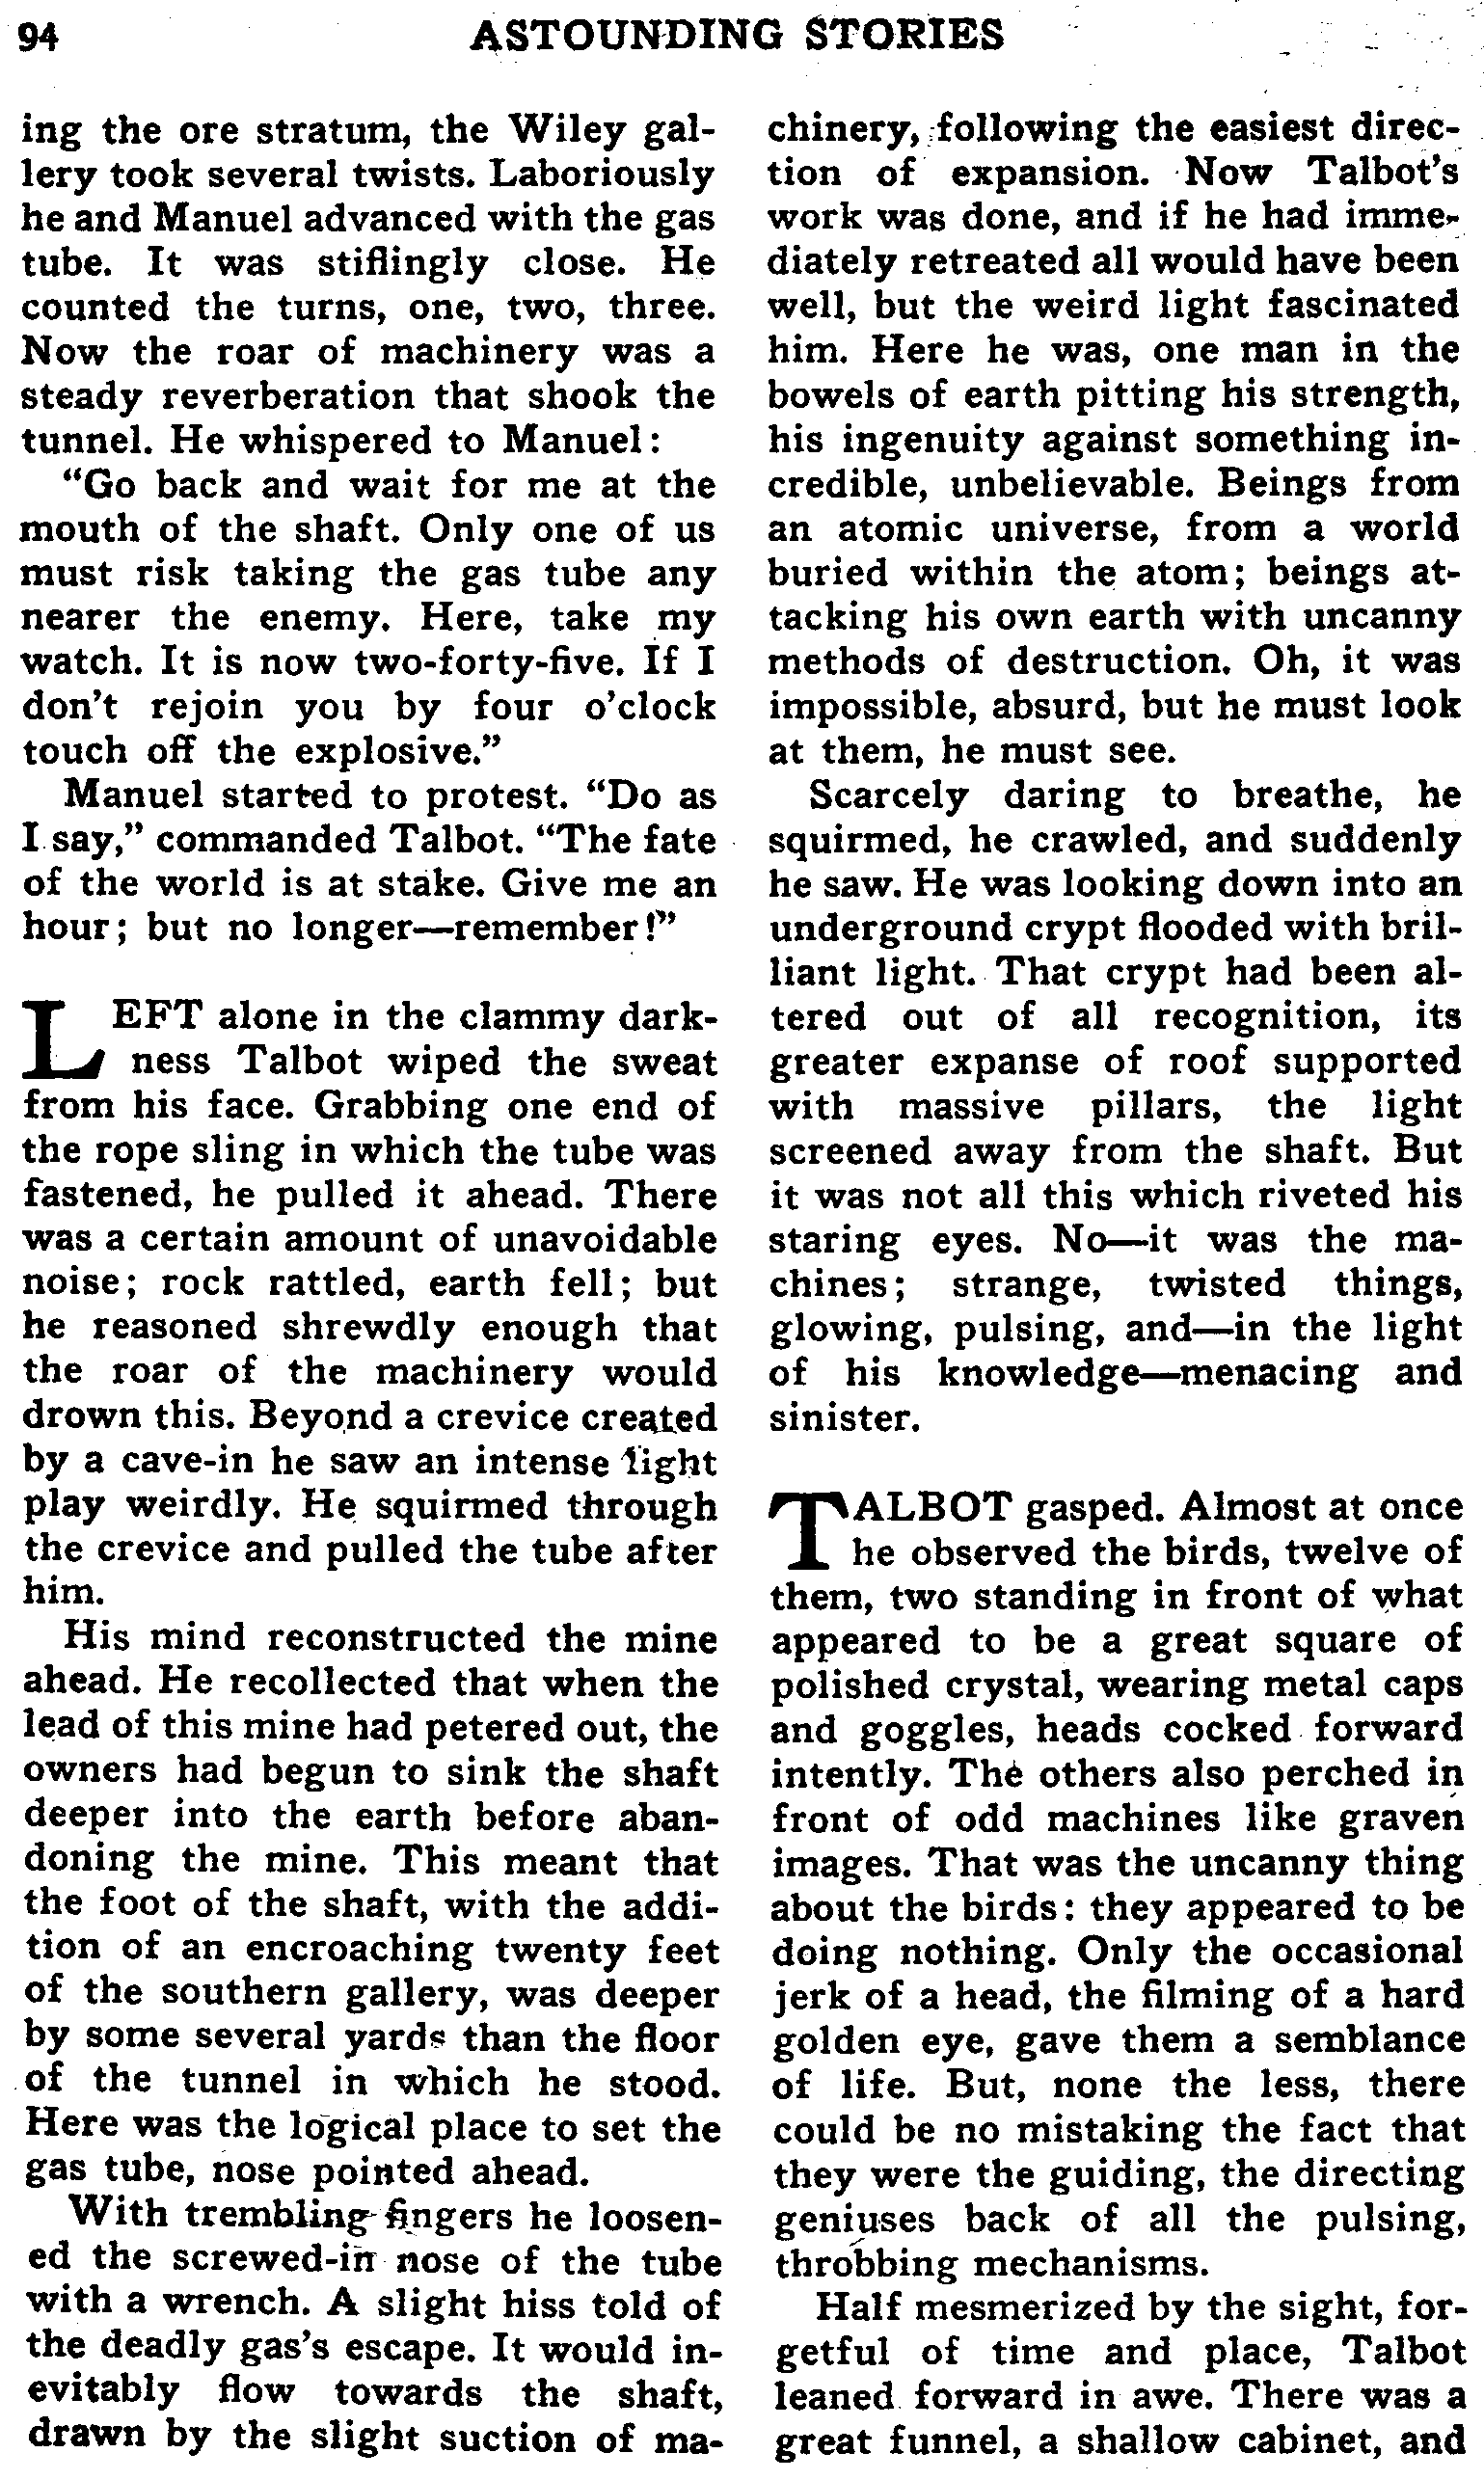 94
ASTOUNDING STORIES
ing the ore stratum, the Wiley gal-
lery took several twists. Laboriously
he and Manuel advanced with the gas
tube. It was stiflingly close. He
counted the turns, one, two, three.
Now the roar of machinery was a
steady reverberation that shook the
tunnel. He whispered to Manuel:
"Go back and wait for me at the
mouth of the shaft. Only one of us
must risk taking the gas tube any
nearer the enemy. Here, take my
watch. It is now two-forty-five. If I
don't rejoin you by four o'clock
touch off the explosive."
Manuel started to protest. "Do as
I say," commanded Talbot. "The fate
of the world is at stake. Give me an
hour; but no longer—remember!"
LEFT alone in the clammy dark-
ness Talbot wiped the sweat
from his face. Grabbing one end of
the rope sling in which the tube was
fastened, he pulled it ahead. There
was a certain amount of unavoidable
noise; rock rattled, earth fell; but
he reasoned shrewdly enough that
the roar of the machinery would
drown this. Beyond a crevice created
by a cave-in he saw an intense light
play weirdly. He squirmed through
the crevice and pulled the tube after
him.
His mind reconstructed the mine
ahead. He recollected that when the
lead of this mine had petered out, the
owners had begun to sink the shaft
deeper into the earth before aban-
doning the mine. This meant that
the foot of the shaft, with the addi-
tion of an encroaching twenty feet
of the southern gallery, was deeper
by some several yards than the floor
of the tunnel in which he stood.
Here was the logical place to set the
gas tube, nose pointed ahead.
With trembling fingers he loosen-
ed the screwed-in nose of the tube
with a wrench. A slight hiss told of
the deadly gas's escape. It would in-
evitably flow towards the shaft,
drawn by the slight suction of ma-
chinery, following the easiest direc-
tion of expansion. Now Talbot's
work was done, and if he had imme-
diately retreated all would have been
well, but the weird light fascinated
him. Here he was, one man in the
bowels of earth pitting his strength,
his ingenuity against something in-
credible, unbelievable. Beings from
an atomic universe, from a world
buried within the atom; beings at-
tacking his own earth with uncanny
methods of destruction. Oh, it was
impossible, absurd, but he must look
at them, he must see.
Scarcely daring to breathe, he
squirmed, he crawled, and suddenly
he saw. He was looking down into an
underground crypt flooded with bril-
liant light. That crypt had been al-
tered out of all recognition, its
greater expanse of roof supported
with massive pillars, the light
screened away from the shaft. But
it was not all this which riveted his
staring eyes. No—it was the ma-
chines; strange, twisted things,
glowing, pulsing, and—in the light
of his knowledge—menacing and
sinister.
TALBOT gasped. Almost at once
he observed the birds, twelve of
them, two standing in front of what
appeared to be a great square of
polished crystal, wearing metal caps
and goggles, heads cocked forward
intently. The others also perched in
front of odd machines like graven
images. That was the uncanny thing
about the birds: they appeared to be
doing nothing. Only the occasional
jerk of a head, the filming of a hard
golden eye, gave them a semblance
of life. But, none the less, there
could be no mistaking the fact that
they were the guiding, the directing
geniuses back of all the pulsing,
throbbing mechanisms.
Half mesmerized by the sight, for-
getful of time and place, Talbot
leaned forward in awe. There was a
great funnel, a shallow cabinet, and